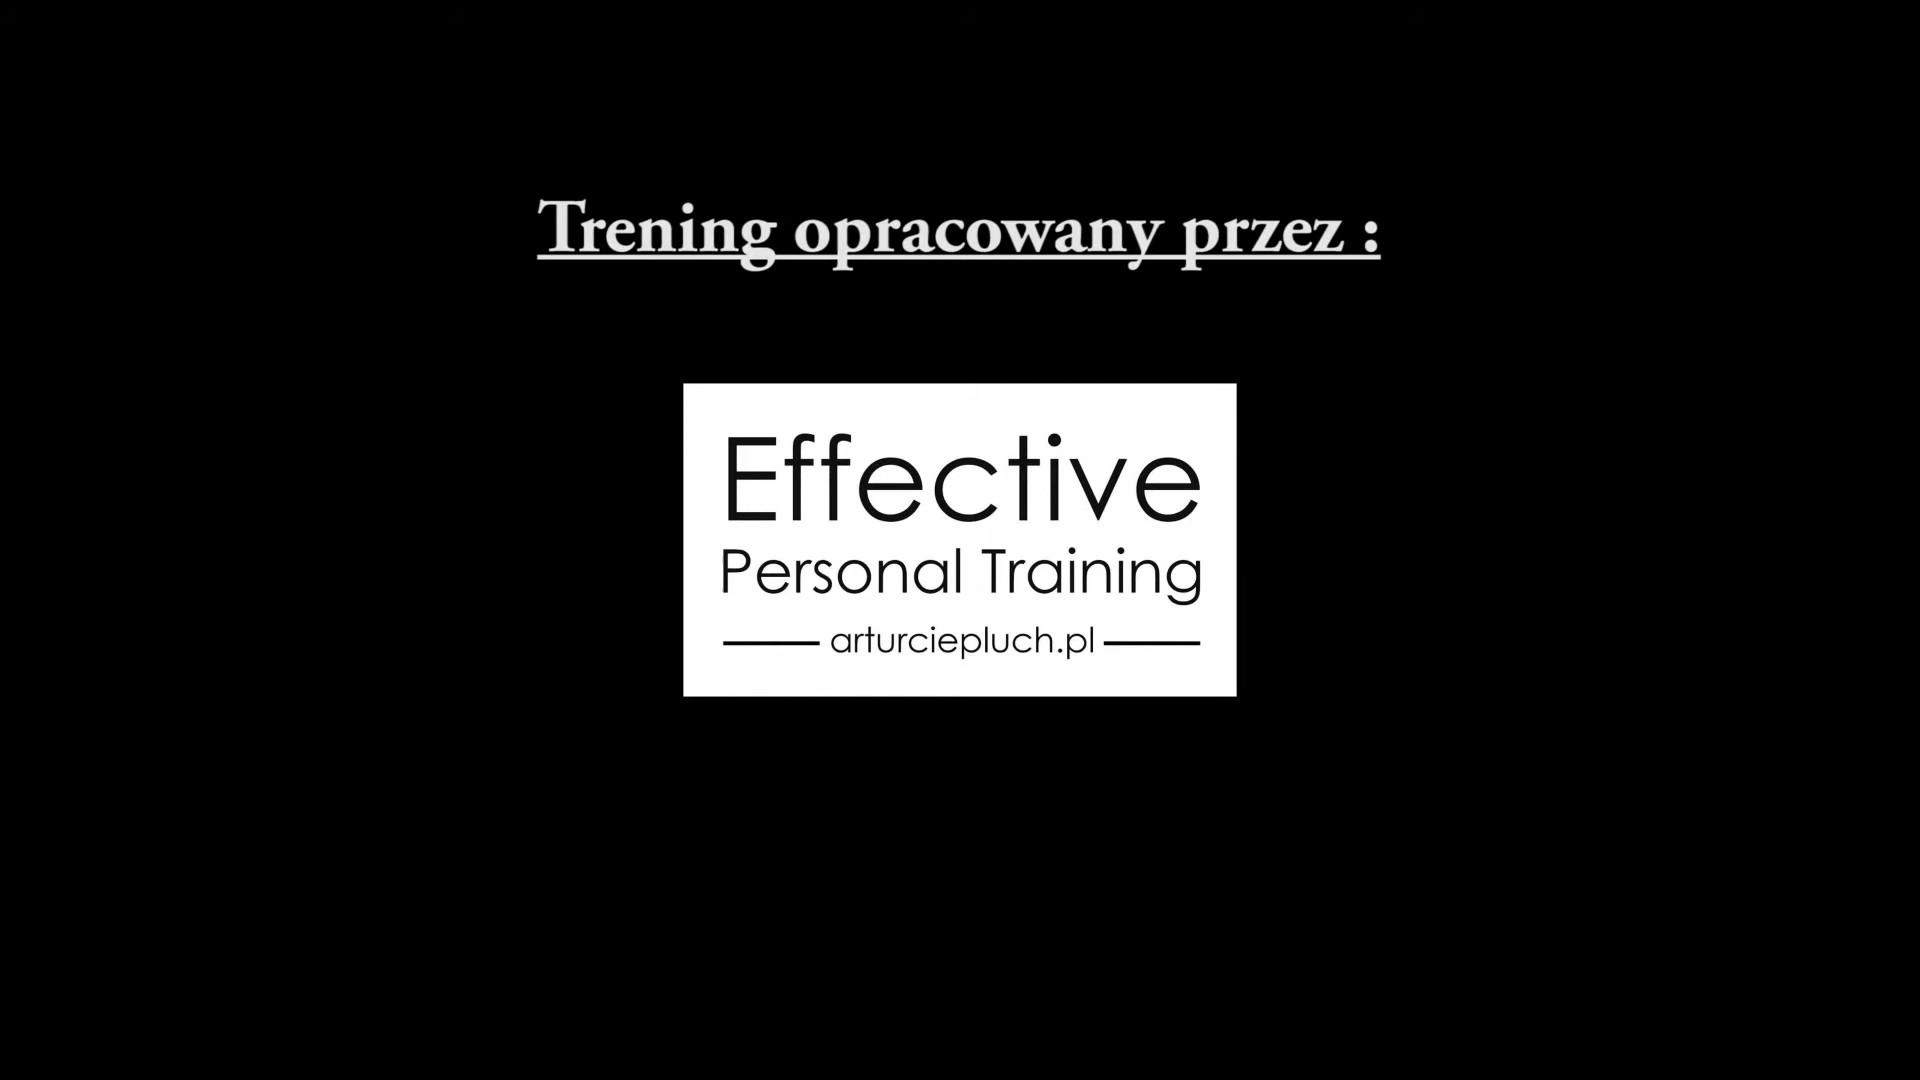 Trening opracowany przez :
Effective
Personal Training
arturciepluch.pl